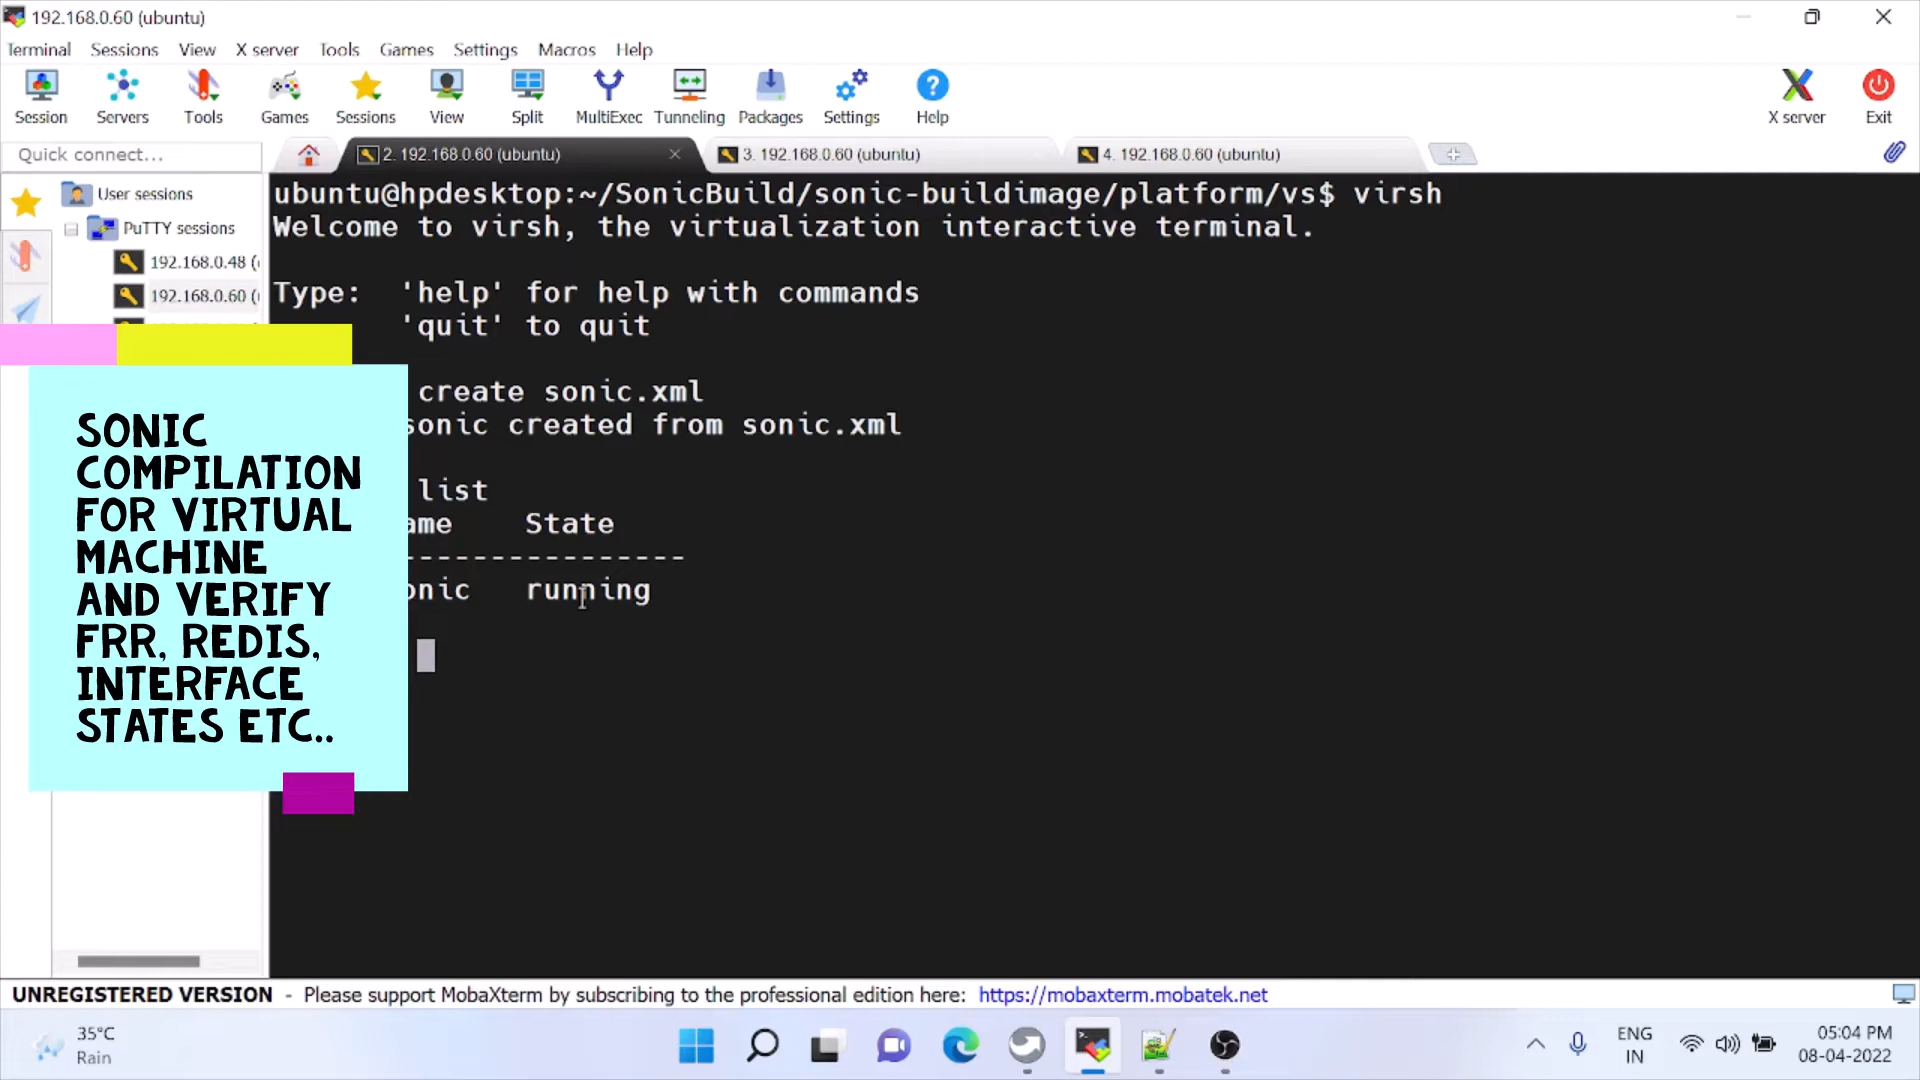 192.168.0.60 (ubuntu)
Terminal Sessions View X server Tools Games Settings Macros Help
Session Servers Tools Games Sessions View Split MultiExec Tunneling Packages Settings Help X server Exit
Quick connect...
2. 192.168.0.60 (ubuntu)
3. 192.168.0.60 (ubuntu)
4. 192.168.0.60 (ubuntu)
User sessions
PuTTY sessions
192.168.0.48 (
192.168.0.60 (
ubuntu@hpdesktop:~/SonicBuild/sonic-buildimage/platform/vs$ virsh
Welcome to virsh, the virtualization interactive terminal.
Type: 'help' for help with commands
'quit' to quit
create sonic.xml
sonic created from sonic.xml
list
ame State
----------------
onic running
SONIC
COMPILATION
FOR VIRTUAL
MACHINE
AND VERIFY
FRR, REDIS,
INTERFACE
STATES ETC..
UNREGISTERED VERSION - Please support MobaXterm by subscribing to the professional edition here: https://mobaxterm.mobatek.net
35°C
Rain
ENG
IN
05:04 PM
08-04-2022